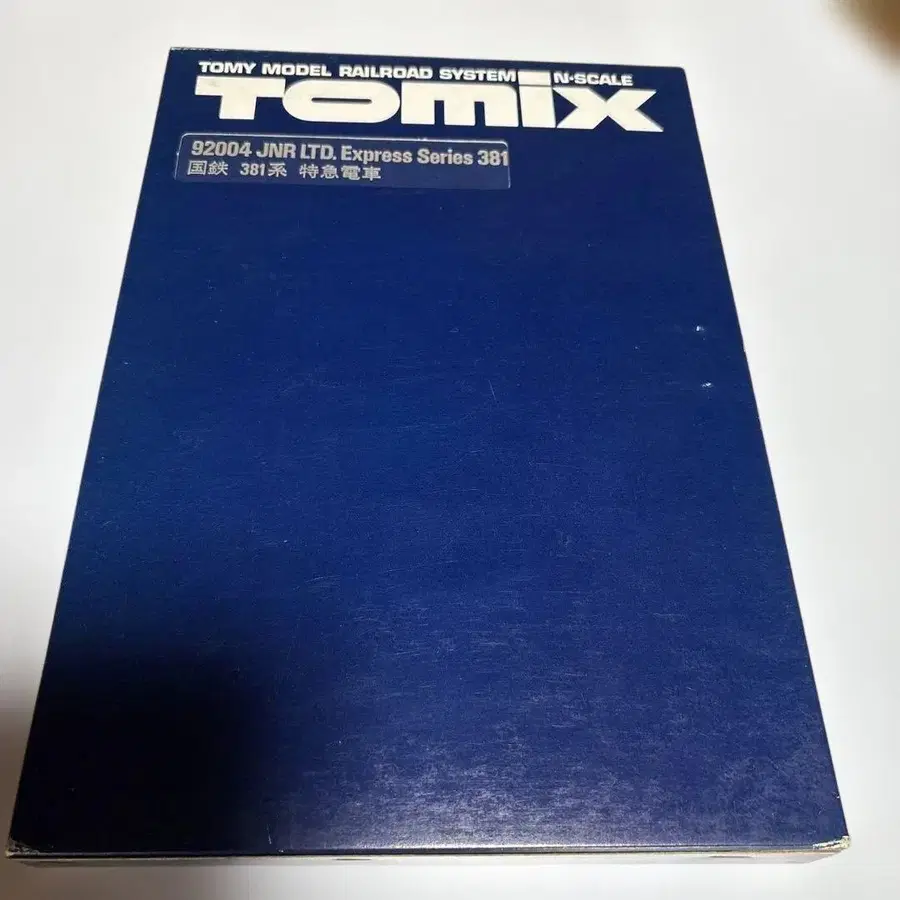 TOMY MODEL RAILROAD SYSTEM N·SCALE
TOMIX
92004 JNR LTD. Express Series 381
国鉄 381系 特急電車